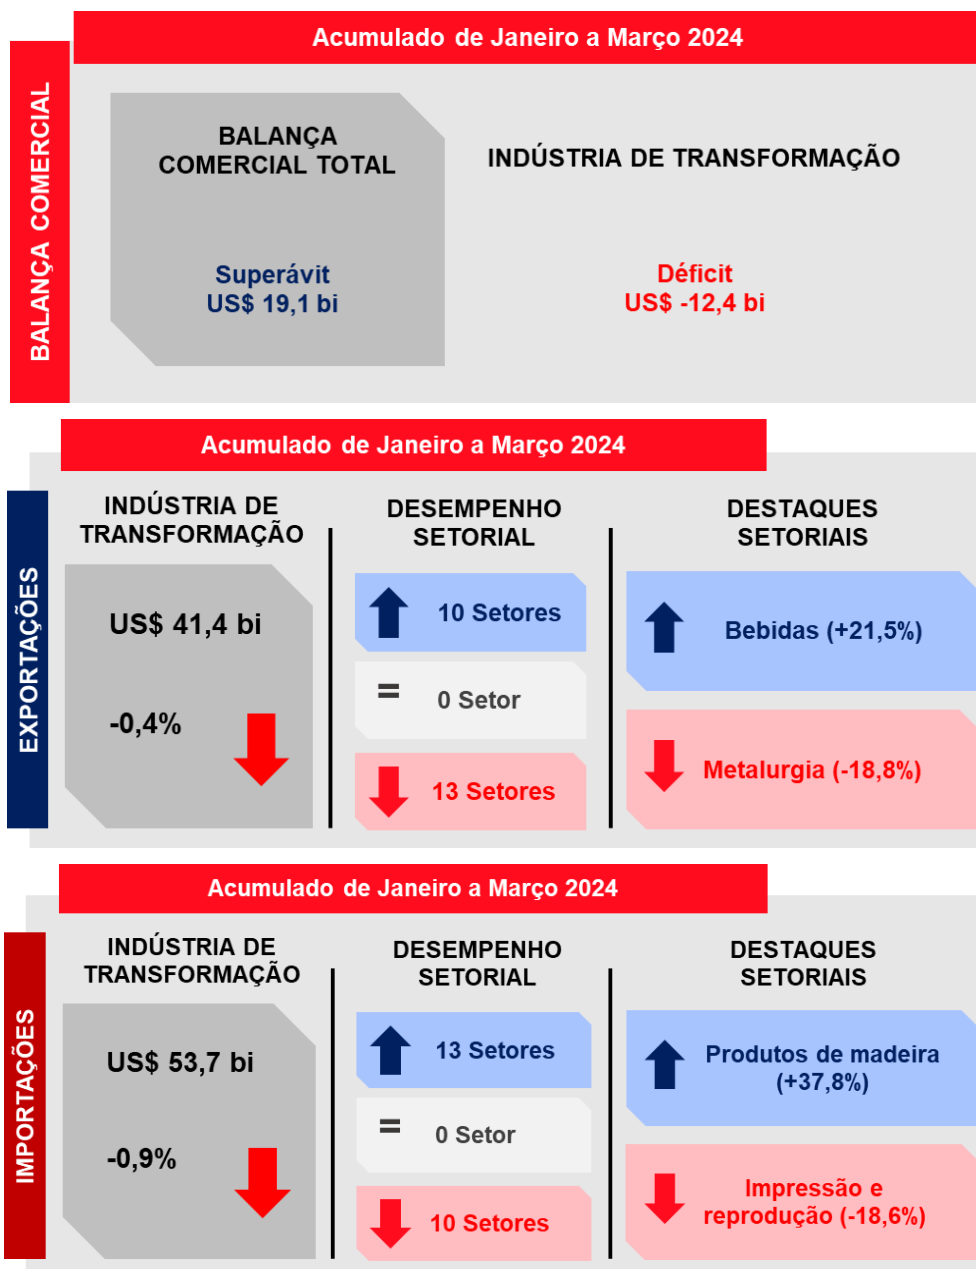 Acumulado de Janeiro a Março 2024
BALANÇA COMERCIAL
BALANÇA
COMERCIAL TOTAL
Superávit
US$ 19,1 bi
INDÚSTRIA DE TRANSFORMAÇÃO
Déficit
US$ -12,4 bi
Acumulado de Janeiro a Março 2024
EXPORTAÇÕES
INDÚSTRIA DE
TRANSFORMAÇÃO
US$ 41,4 bi
-0,4%
DESEMPENHO
SETORIAL
10 Setores
= 0 Setor
13 Setores
DESTAQUES
SETORIAIS
Bebidas (+21,5%)
Metalurgia (-18,8%)
Acumulado de Janeiro a Março 2024
IMPORTAÇÕES
INDÚSTRIA DE
TRANSFORMAÇÃO
US$ 53,7 bi
-0,9%
DESEMPENHO
SETORIAL
13 Setores
= 0 Setor
10 Setores
DESTAQUES
SETORIAIS
Produtos de madeira
(+37,8%)
Impressão e
reprodução (-18,6%)